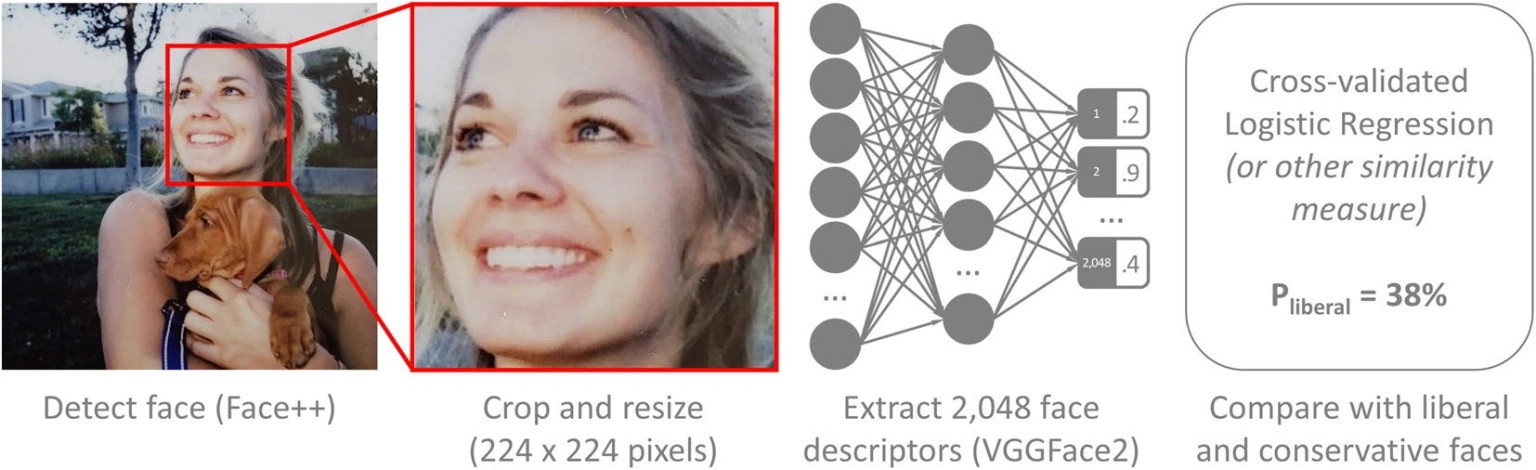 1 .2
2 .9
...
2,048 .4
...
...
Cross-validated
Logistic Regression
(or other similarity
measure)
P liberal = 38%
Detect face (Face++)
Crop and resize
(224 x 224 pixels)
Extract 2,048 face
descriptors (VGGFace2)
Compare with liberal
and conservative faces